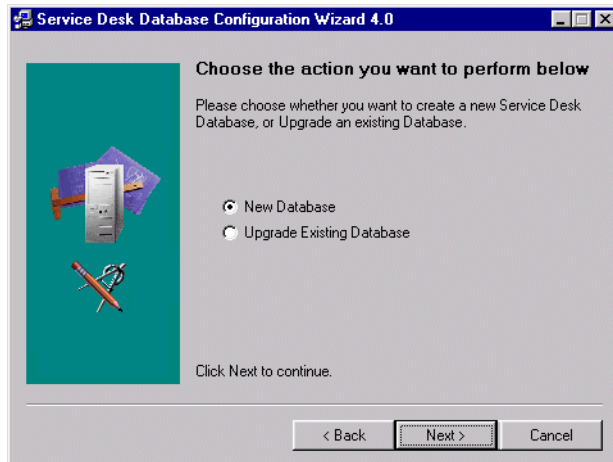 Service Desk Database Configuration Wizard 4.0
Choose the action you want to perform below
Please choose whether you want to create a new Service Desk
Database, or Upgrade an existing Database.
New Database
Upgrade Existing Database
Click Next to continue.
< Back
Next >
Cancel